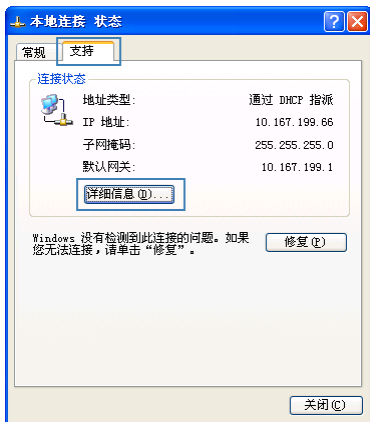 本地连接 状态
常规 支持
连接状态
地址类型: 通过 DHCP 指派
IP 地址: 10.167.199.66
子网掩码: 255.255.255.0
默认网关: 10.167.199.1
详细信息(D)...
Windows 没有检测到此连接的问题。如果
您无法连接，请单击“修复”。
修复(P)
关闭(C)